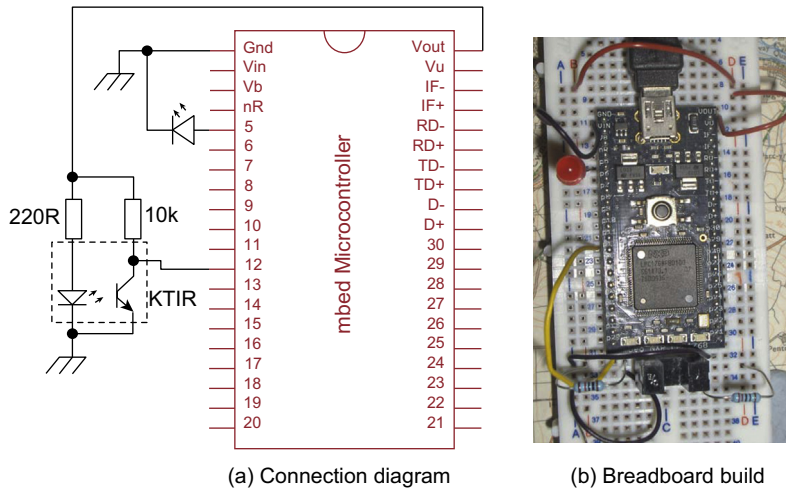 Gnd
Vin
Vb
nR
5
6
7
8
9
10
11
12
13
14
15
16
17
18
19
20
mbed Microcontroller
Vout
Vu
IF-
IF+
RD-
RD+
TD-
TD+
D-
D+
30
29
28
27
26
25
24
23
22
21
220R
10k
KTIR
(a) Connection diagram
A
B
D
E
A
C
D
E
(b) Breadboard build